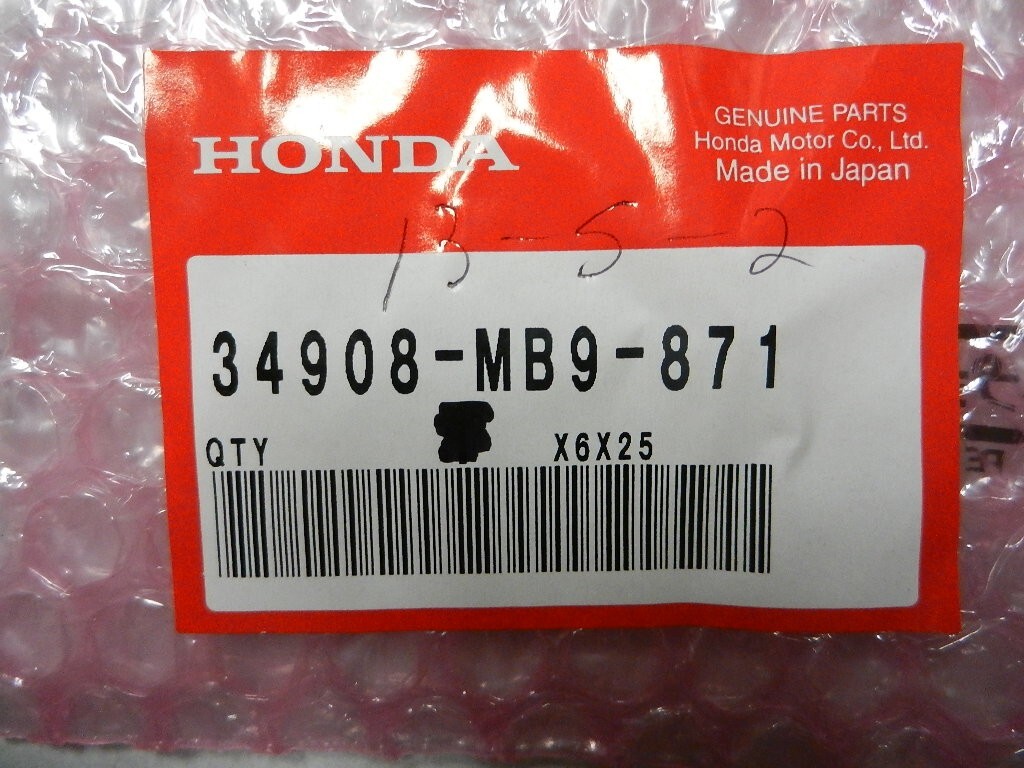 HONDA
GENUINE PARTS
Honda Motor Co., Ltd.
Made in Japan
13-5-2
34908-MB9-871
QTY X6X25